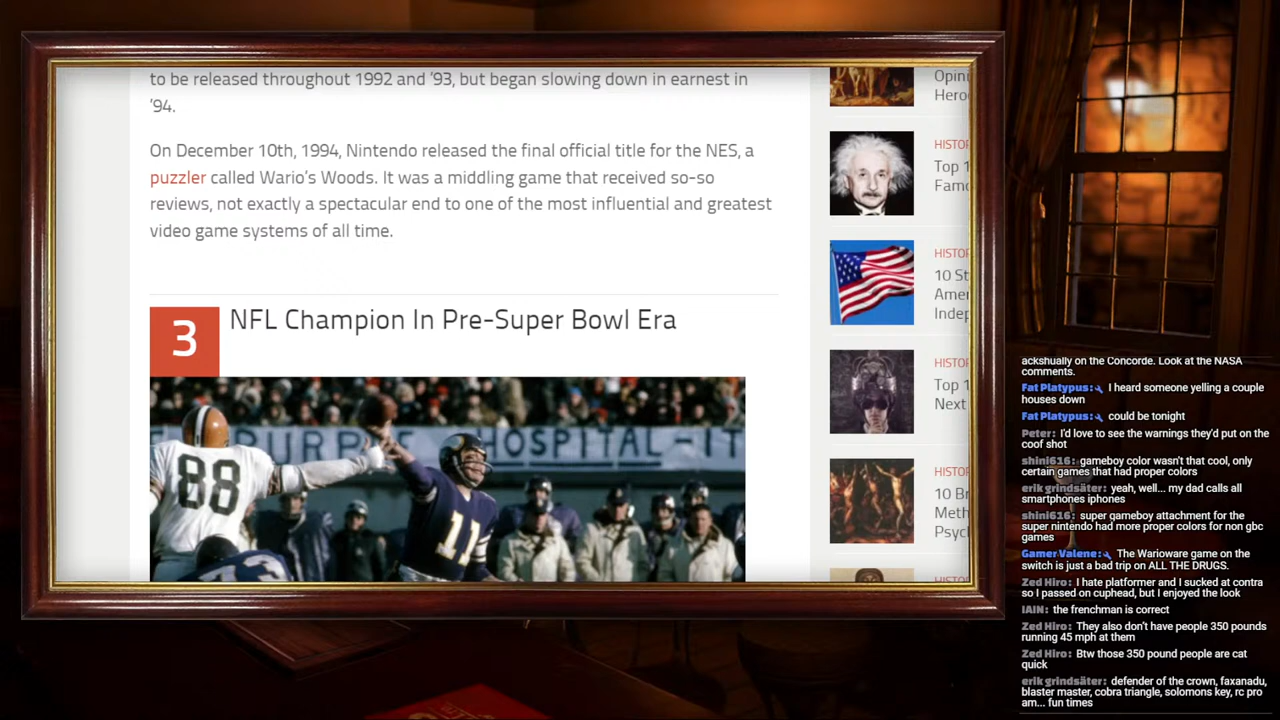 to be released throughout 1992 and ’93, but began slowing down in earnest in
’94.
On December 10th, 1994, Nintendo released the final official title for the NES, a
puzzler called Wario’s Woods. It was a middling game that received so-so
reviews, not exactly a spectacular end to one of the most influential and greatest
video game systems of all time.
3
NFL Champion In Pre-Super Bowl Era
BURRE HOSPITAL-IT
88
11
Opin
Hero
HISTO
Top 1
Famo
HISTO
10 St
Amer
Indep
HISTO
Top 1
Next
HISTO
10 Br
Meth
Psyc
ackshually on the Concorde. Look at the NASA
comments.
Fat Platypus: I heard someone yelling a couple
houses down
Fat Platypus: could be tonight
Peter: I'd love to see the warnings they'd put on the
coof shot
shini616: gameboy color wasn't that cool, only
certain games that had proper colors
erik grindsäter: yeah, well... my dad calls all
smartphones iphones
shini616: super gameboy attachment for the
super nintendo had more proper colors for non gbc
games
Gamer Valene: The Warioware game on the
switch is just a bad trip on ALL THE DRUGS.
Zed Hiro: I hate platformer and I sucked at contra
so I passed on cuphead, but I enjoyed the look
IAIN: the frenchman is correct
Zed Hiro: They also don't have people 350 pounds
running 45 mph at them
Zed Hiro: Btw those 350 pound people are cat
quick
erik grindsäter: defender of the crown, faxanadu,
blaster master, cobra triangle, solomons key, rc pro
am... fun times